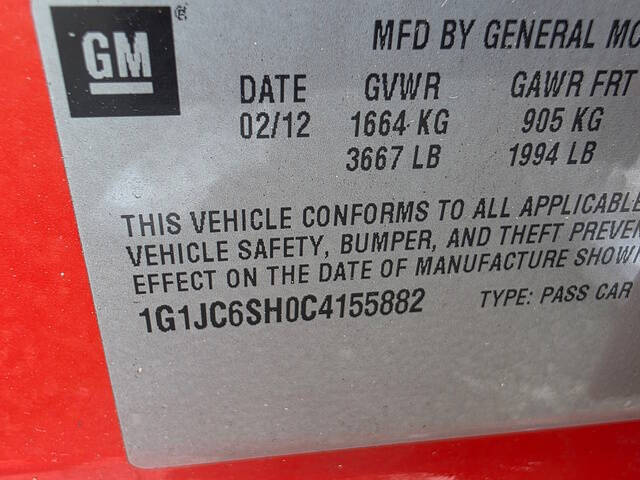 GM ®
MFD BY GENERAL
DATE GVWR GAWR FRT
02/12 1664 KG 905 KG
3667 LB 1994 LB
THIS VEHICLE CONFORMS TO ALL APPLICABLE
VEHICLE SAFETY, BUMPER, AND THEFT PREVEN
EFFECT ON THE DATE OF MANUFACTURE SHOW
1G1JC6SH0C4155882 TYPE: PASS CAR